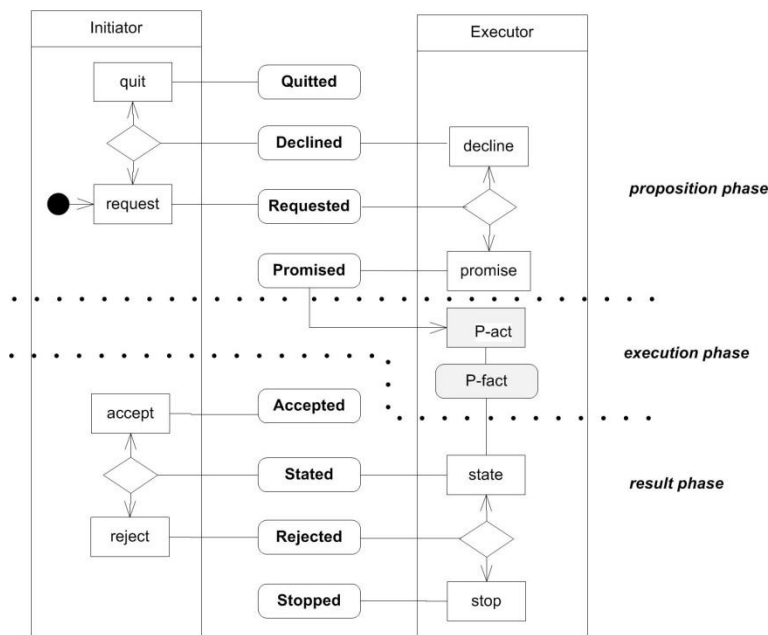 Initiator
Executor
quit
Quitted
Declined
decline
request
Requested
proposition phase
Promised
promise
P-act
execution phase
P-fact
accept
Accepted
Stated
state
result phase
reject
Rejected
Stopped
stop